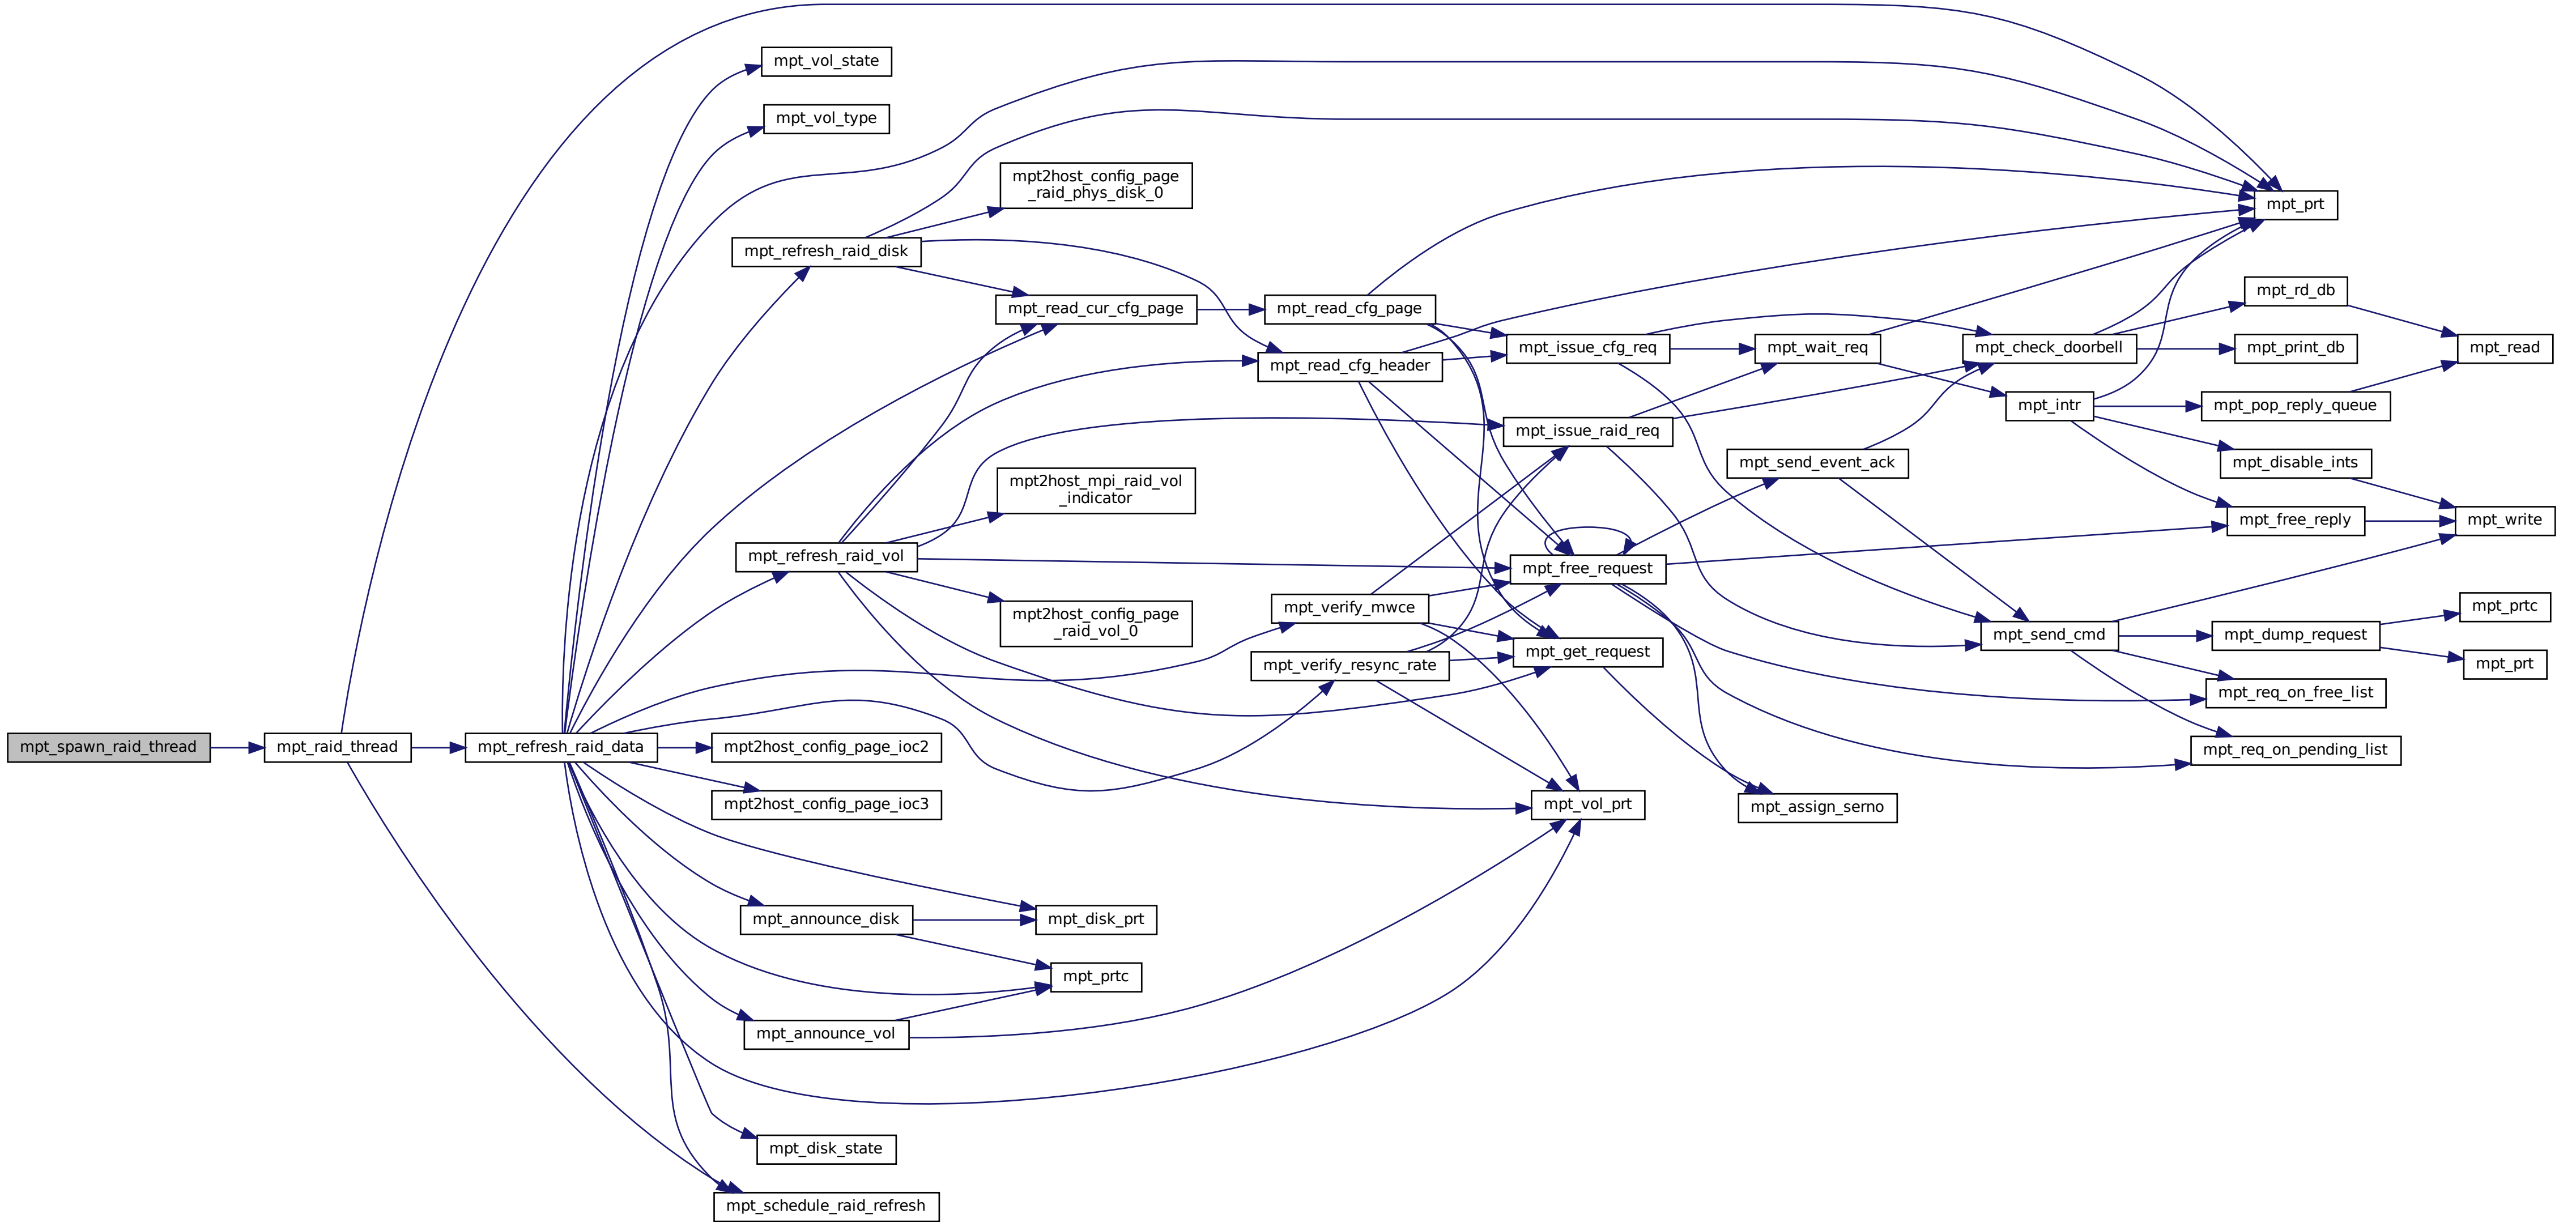 mpt_spawn_raid_thread
mpt_raid_thread
mpt_refresh_raid_data
mpt_vol_state
mpt_vol_type
mpt_refresh_raid_disk
mpt_refresh_raid_vol
mpt2host_config_page_ioc2
mpt2host_config_page_ioc3
mpt_announce_disk
mpt_announce_vol
mpt_disk_state
mpt_schedule_raid_refresh
mpt2host_config_page
_raid_phys_disk_0
mpt_read_cur_cfg_page
mpt2host_mpi_raid_vol
_indicator
mpt2host_config_page
_raid_vol_0
mpt_disk_prt
mpt_prtc
mpt_read_cfg_page
mpt_read_cfg_header
mpt_verify_mwce
mpt_verify_resync_rate
mpt_issue_cfg_req
mpt_issue_raid_req
mpt_free_request
mpt_get_request
mpt_vol_prt
mpt_wait_req
mpt_send_event_ack
mpt_assign_serno
mpt_check_doorbell
mpt_intr
mpt_send_cmd
mpt_prt
mpt_rd_db
mpt_print_db
mpt_pop_reply_queue
mpt_disable_ints
mpt_free_reply
mpt_dump_request
mpt_req_on_free_list
mpt_req_on_pending_list
mpt_read
mpt_write
mpt_prtc
mpt_prt